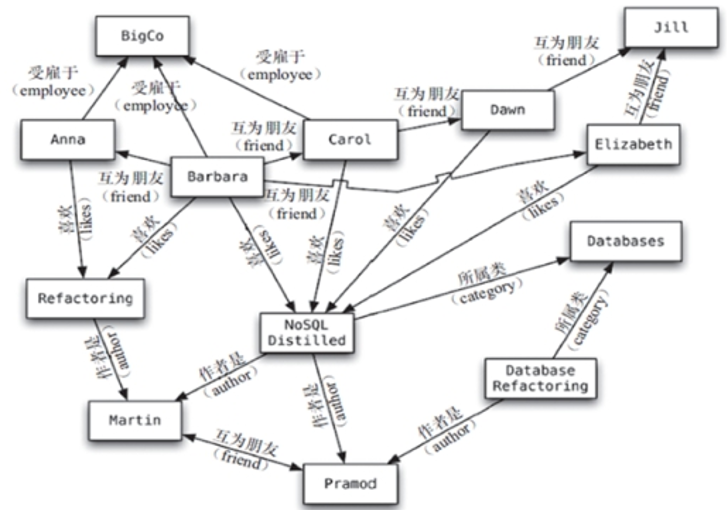 BigCo
Jill
受雇于
(employee)
受雇于
(employee)
受雇于
(employee)
互为朋友
(friend)
互为朋友
(friend)
Anna
Barbara
Carol
Dawn
Elizabeth
互为朋友
(friend)
互为朋友
(friend)
互为朋友
(friend)
互为朋友
(friend)
喜欢
(likes)
喜欢
(likes)
喜欢
(likes)
喜欢
(likes)
喜欢
(likes)
喜欢
(likes)
Databases
Refactoring
NoSQL
Distilled
所属类
(category)
所属类
(category)
Database
Refactoring
作者是
(author)
作者是
(author)
作者是
(author)
作者是
(author)
Martin
互为朋友
(friend)
Pramod